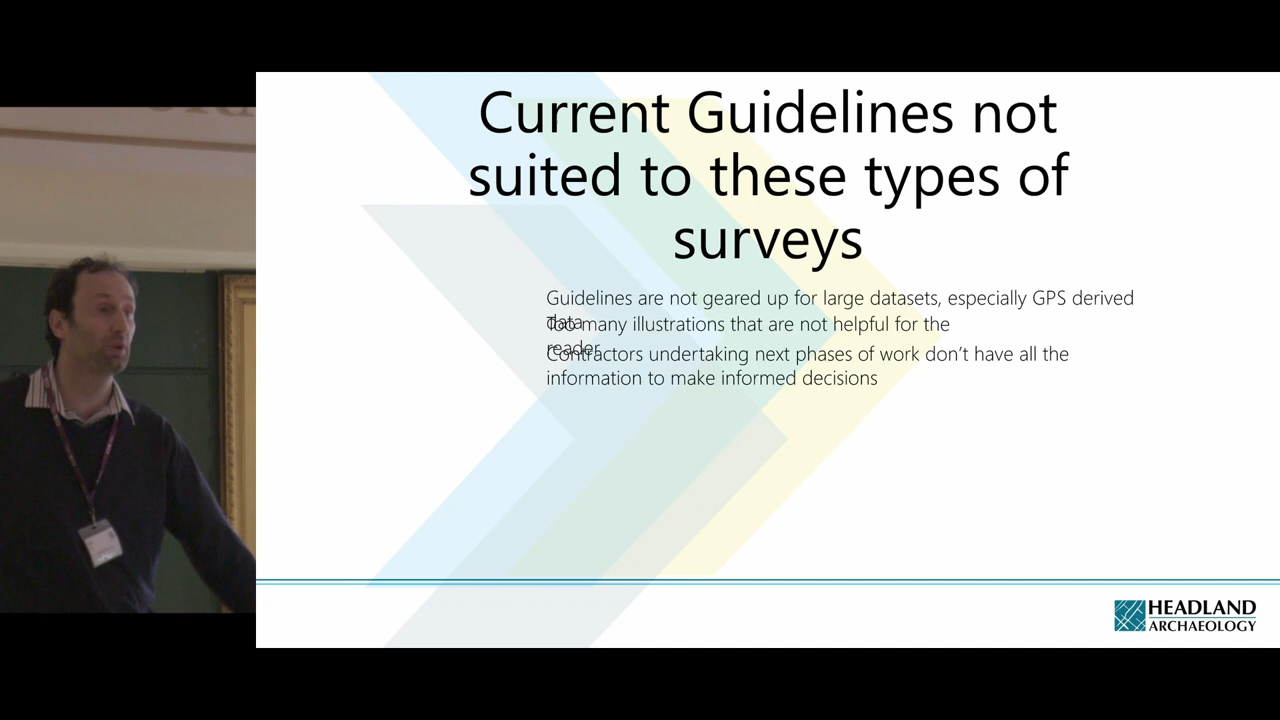 Current Guidelines not
suited to these types of
surveys
Guidelines are not geared up for large datasets, especially GPS derived
data
Too many illustrations that are not helpful for the
reader
Contractors undertaking next phases of work don't have all the
information to make informed decisions
HEADLAND
ARCHAEOLOGY